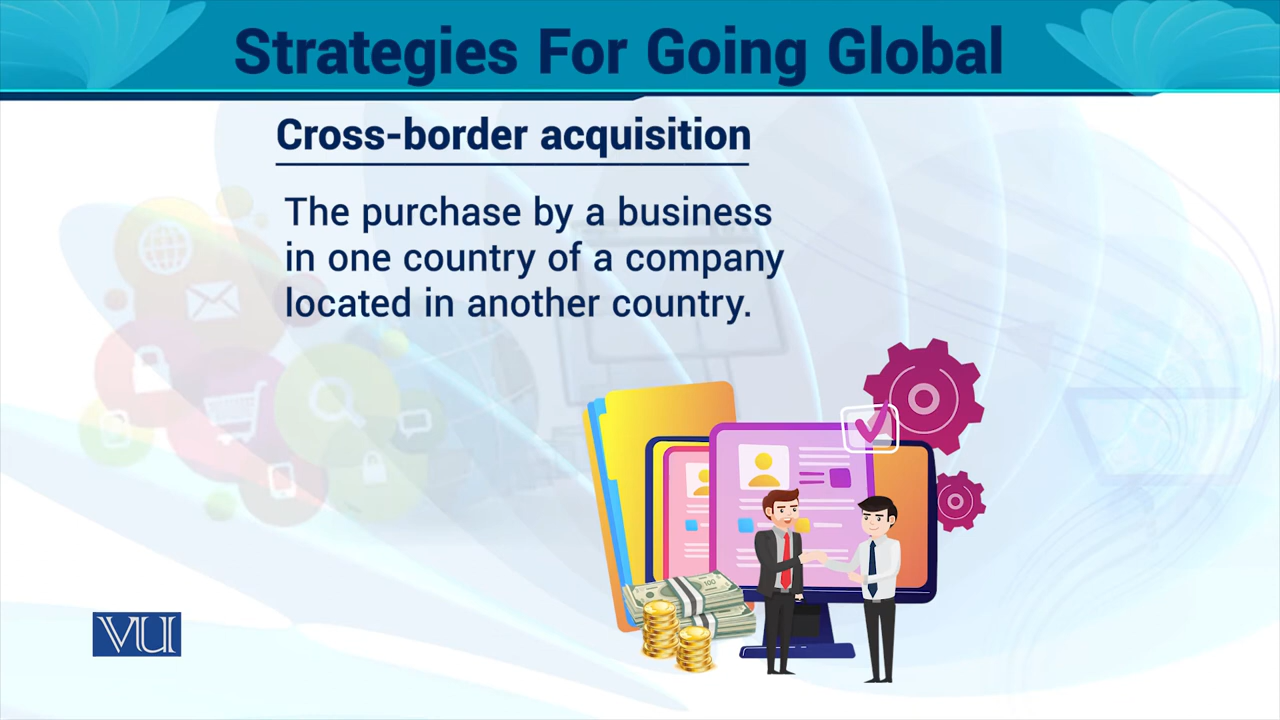 Strategies For Going Global
Cross-border acquisition
The purchase by a business
in one country of a company
located in another country.
100
VU